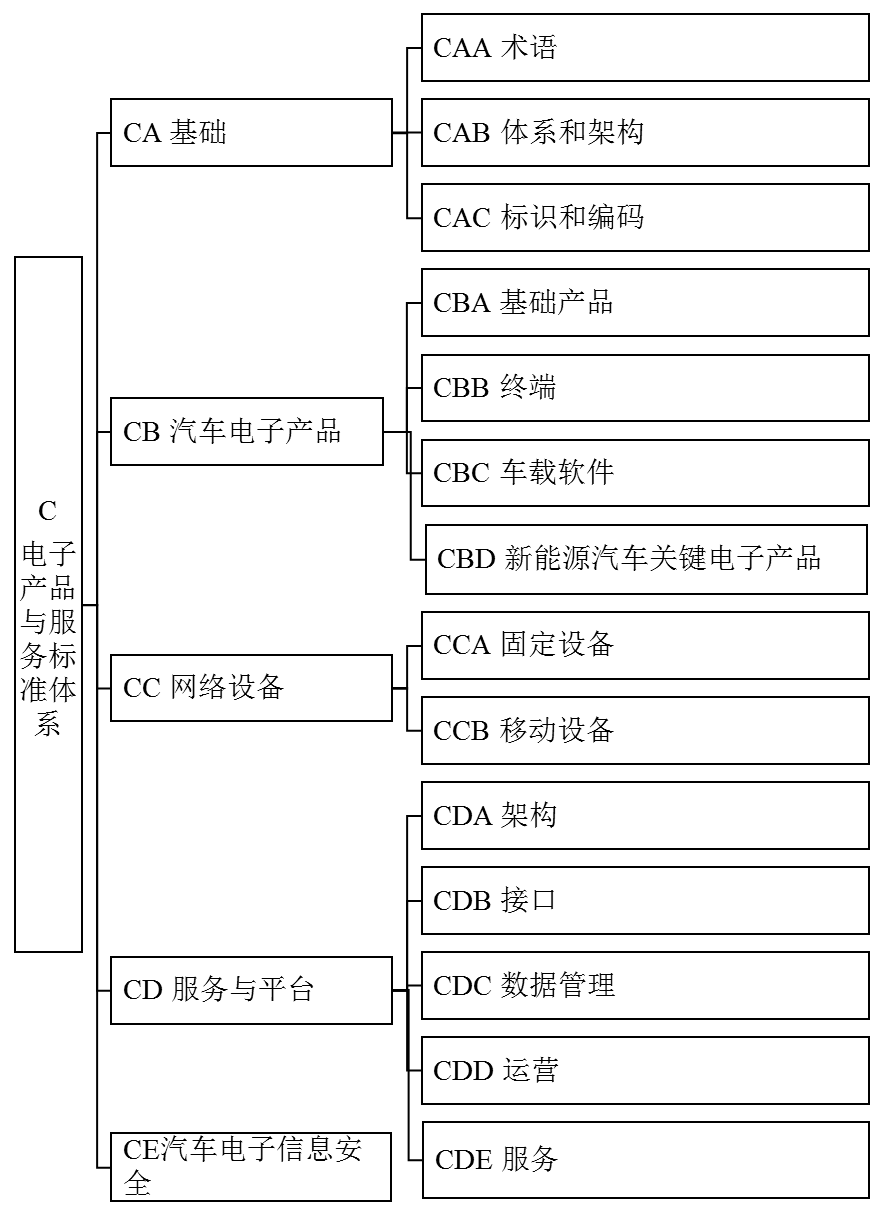 C
电子
产品
与服
务标
准体
系
CA 基础
CAA 术语
CAB 体系和架构
CAC 标识和编码
CB 汽车电子产品
CBA 基础产品
CBB 终端
CBC 车载软件
CBD 新能源汽车关键电子产品
CC 网络设备
CCA 固定设备
CCB 移动设备
CD 服务与平台
CDA 架构
CDB 接口
CDC 数据管理
CDD 运营
CDE 服务
CE汽车电子信息安
全